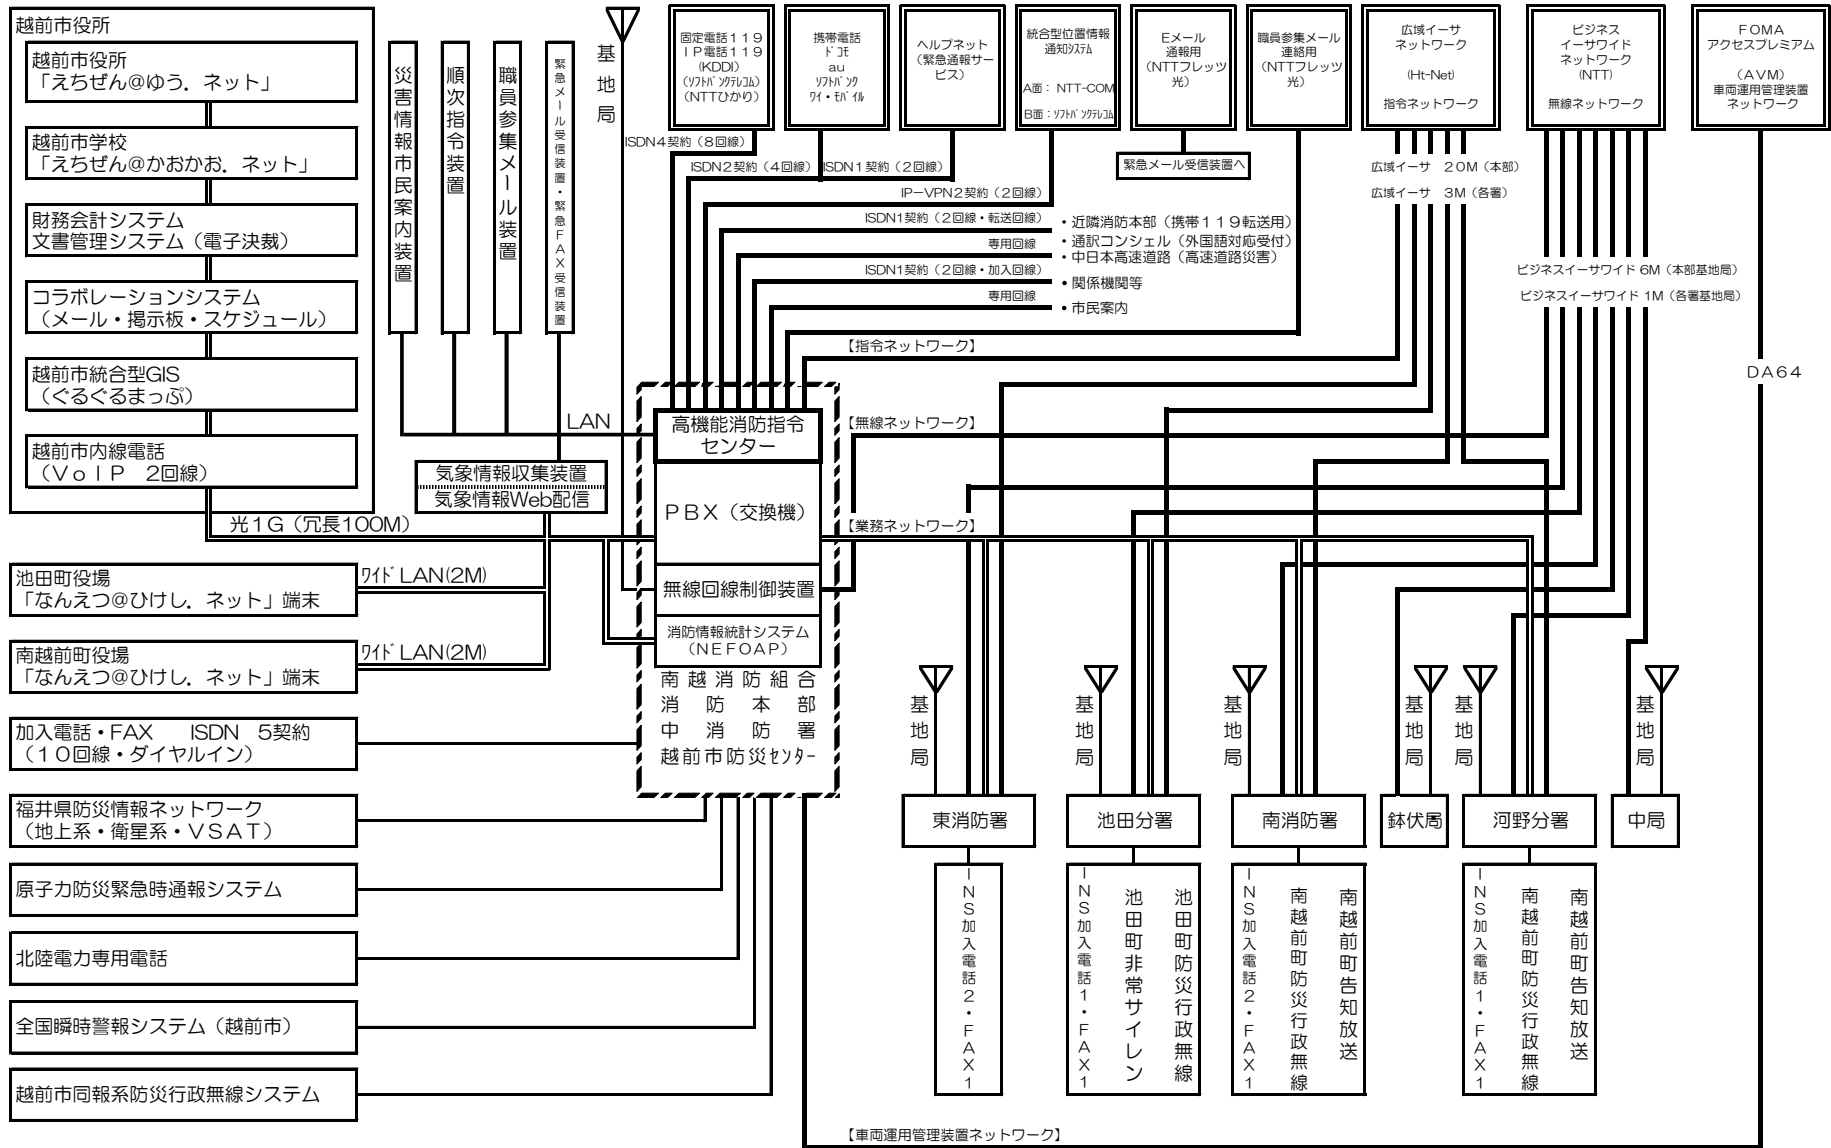 越前市役所
越前市役所
「えちぜん@ゆう．ネット」
越前市学校
「えちぜん@かおかお．ネット」
財務会計システム
文書管理システム（電子決裁）
コラボレーションシステム
（メール・掲示板・スケジュール）
越前市統合型GIS
（ぐるぐるまっぷ）
越前市内線電話
（ＶｏＩＰ　2回線）
災害情報市民案内装置
順次指令装置
職員参集メール装置
緊急メール受信装置・緊急ＦＡＸ受信装置
基地局
固定電話１１９
ＩＰ電話１１９
(KDDI)
(ｿﾌﾄﾊﾞﾝｸﾃﾚｺﾑ)
（NTTひかり）
携帯電話
ﾄﾞｺﾓ
au
ｿﾌﾄﾊﾞﾝｸ
ﾜｲ・ﾓﾊﾞｲﾙ
ヘルプネット
（緊急通報サービス）
統合型位置情報
通知ｼｽﾃﾑ
A面：NTT-COM
B面：ｿﾌﾄﾊﾞﾝｸﾃﾚｺﾑ
Eメール
通報用
（NTTフレッツ
光）
職員参集メール
連絡用
（NTTフレッツ
光）
広域イーサ
ネットワーク
(Ht-Net)
指令ネットワーク
ビジネス
イーサワイド
ネットワーク
(NTT)
無線ネットワーク
ＦＯＭＡ
アクセスプレミアム
（ＡＶＭ）
車両運用管理装置
ネットワーク
ISDN４契約（８回線）
ISDN２契約（４回線）
ISDN１契約（２回線）
緊急メール受信装置へ
広域イーサ　２０Ｍ（本部）
広域イーサ　３Ｍ（各署）
IP－VPN２契約（２回線）
ISDN1契約（２回線・転送回線）
・近隣消防本部（携帯１１９転送用）
・通訳コンシェル（外国語対応受付）
専用回線
・中日本高速道路（高速道路災害）
ISDN1契約（２回線・加入回線）
・関係機関等
専用回線
・市民案内
ビジネスイーサワイド 6M（本部基地局）
ビジネスイーサワイド 1M（各署基地局）
【指令ネットワーク】
ＤＡ６４
LAN
高機能消防指令
センター
【無線ネットワーク】
気象情報収集装置
気象情報Web配信
ＰＢＸ（交換機）
光１Ｇ（冗長100M）
【業務ネットワーク】
池田町役場
「なんえつ@ひけし．ネット」端末
ﾜｲﾄﾞLAN(2M)
無線回線制御装置
消防情報統計システム
（ＮＥＦＯＡＰ）
南越前町役場
「なんえつ@ひけし．ネット」端末
ﾜｲﾄﾞLAN(2M)
南越消防組合
消防本部
中消防署
越前市防災ｾﾝﾀｰ
加入電話・FAX　ISDN　5契約
（１０回線・ダイヤルイン）
福井県防災情報ネットワーク
（地上系・衛星系・ＶＳＡＴ）
原子力防災緊急時通報システム
北陸電力専用電話
全国瞬時警報システム（越前市）
越前市同報系防災行政無線システム
基地局
基地局
基地局
基地局
基地局
基地局
東消防署
池田分署
南消防署
鉢伏局
河野分署
中局
ＩＮＳ加入電話２・ＦＡＸ１
ＩＮＳ加入電話１・ＦＡＸ１
池田町非常サイレン
池田町防災行政無線
ＩＮＳ加入電話２・ＦＡＸ１
南越前町防災行政無線
南越前町告知放送
ＩＮＳ加入電話１・ＦＡＸ１
南越前町防災行政無線
南越前町告知放送
【車両運用管理装置ネットワーク】